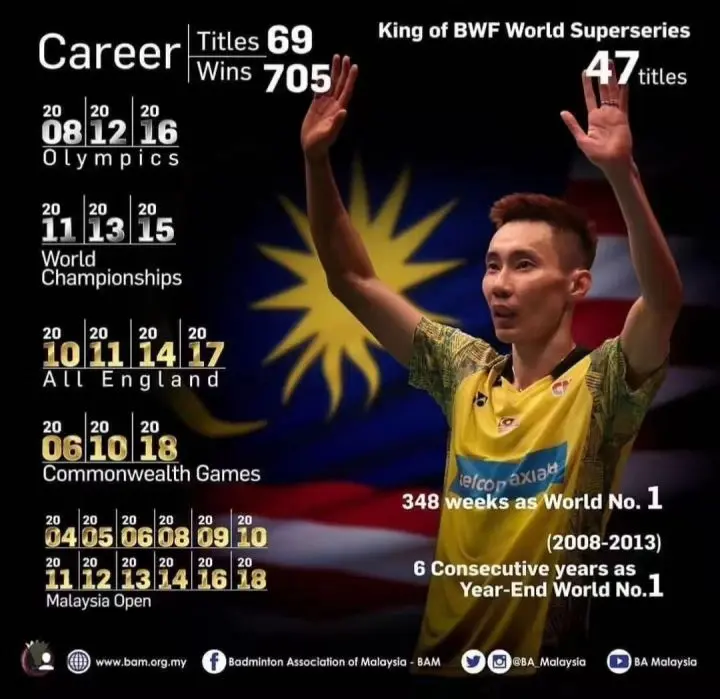 Career
Titles 69
Wins 705
King of BWF World Superseries
47 titles
20 20 20
08 12 16
Olympics
20 20 20
11 13 15
World
Championships
20 20 20 20
10 11 14 17
All England
20 20 20
06 10 18
Commonwealth Games
20 20 20 20 20 20
04 05 06 08 09 10
20 20 20 20 20 20
11 12 13 14 16 18
Malaysia Open
axiata
348 weeks as World No. 1
(2008-2013)
6 Consecutive years as
Year-End World No.1
www.bam.org.my
Badminton Association of Malaysia - BAM
@BA_Malaysia
BA Malaysia